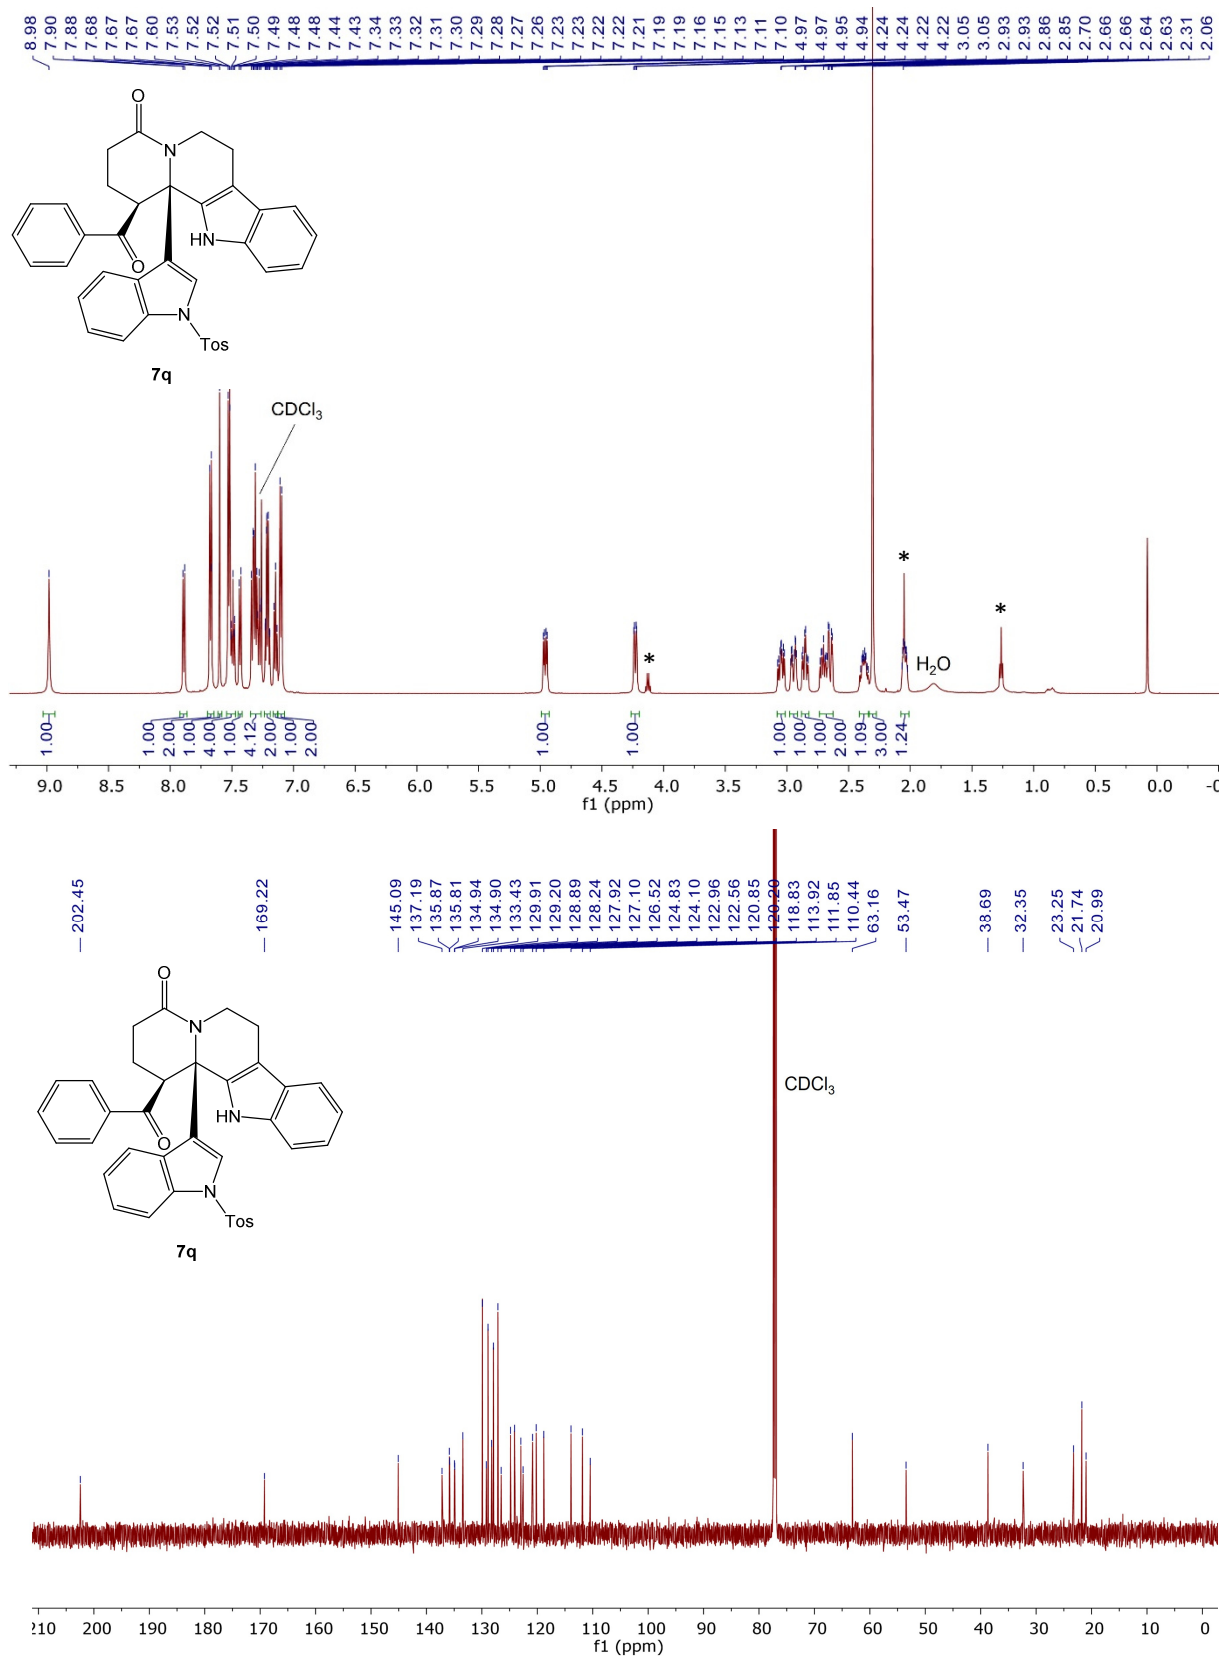 8.98 7.90 7.88 7.68 7.67 7.67 7.60 7.53 7.52 7.52 7.51 7.50 7.49 7.48 7.48 7.44 7.43 7.34 7.33 7.32 7.31 7.30 7.29 7.28 7.27 7.26 7.23 7.23 7.22 7.22 7.21 7.19 7.19 7.16 7.15 7.13 7.11 7.10 4.97 4.97 4.95 4.94 4.24 4.24 4.22 4.22 3.05 3.05 2.93 2.93 2.86 2.85 2.70 2.66 2.66 2.64 2.63 2.31 2.06
O
N
HN
O
N
Tos
7q
CDCl3
*
*
*
H2O
1.00 1.00 2.00 1.00 4.00 1.00 4.12 2.00 1.00 2.00 1.00 1.00 1.00 1.00 1.00 2.00 1.09 3.00 1.24
9.0 8.5 8.0 7.5 7.0 6.5 6.0 5.5 5.0 4.5 4.0 3.5 3.0 2.5 2.0 1.5 1.0 0.5 0.0 -0
f1 (ppm)
202.45 169.22 145.09 137.19 135.87 135.81 134.94 134.90 133.43 129.91 129.20 128.89 128.24 127.92 127.10 126.52 124.83 124.10 122.96 122.56 120.85 120.20 118.83 113.92 111.85 110.44 63.16 53.47 38.69 32.35 23.25 21.74 20.99
O
N
HN
O
N
Tos
7q
CDCl3
210 200 190 180 170 160 150 140 130 120 110 100 90 80 70 60 50 40 30 20 10 0
f1 (ppm)